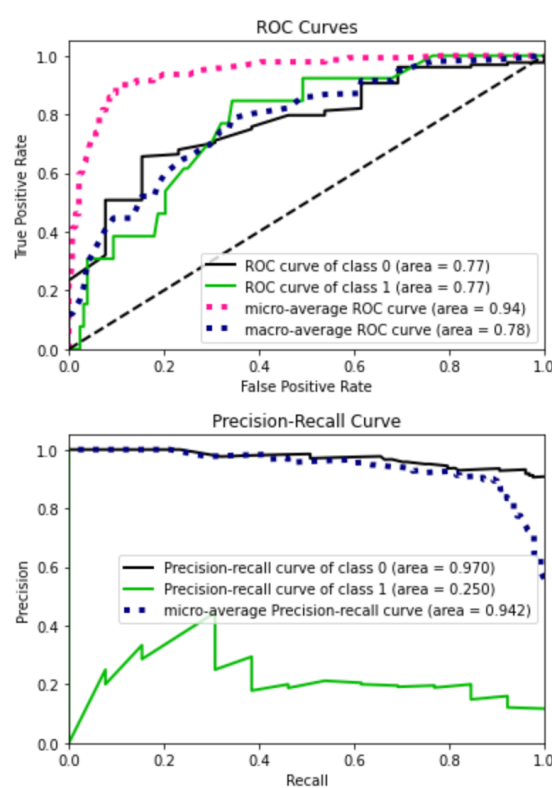 ROC Curves
True Positive Rate
1.0
0.8
0.6
0.4
0.2
0.0
ROC curve of class 0 (area = 0.77)
ROC curve of class 1 (area = 0.77)
micro-average ROC curve (area = 0.94)
macro-average ROC curve (area = 0.78)
0.0 0.2 0.4 0.6 0.8 1.0
False Positive Rate
Precision-Recall Curve
Precision
1.0
0.8
0.6
0.4
0.2
0.0
Precision-recall curve of class 0 (area = 0.970)
Precision-recall curve of class 1 (area = 0.250)
micro-average Precision-recall curve (area = 0.942)
0.0 0.2 0.4 0.6 0.8 1.0
Recall